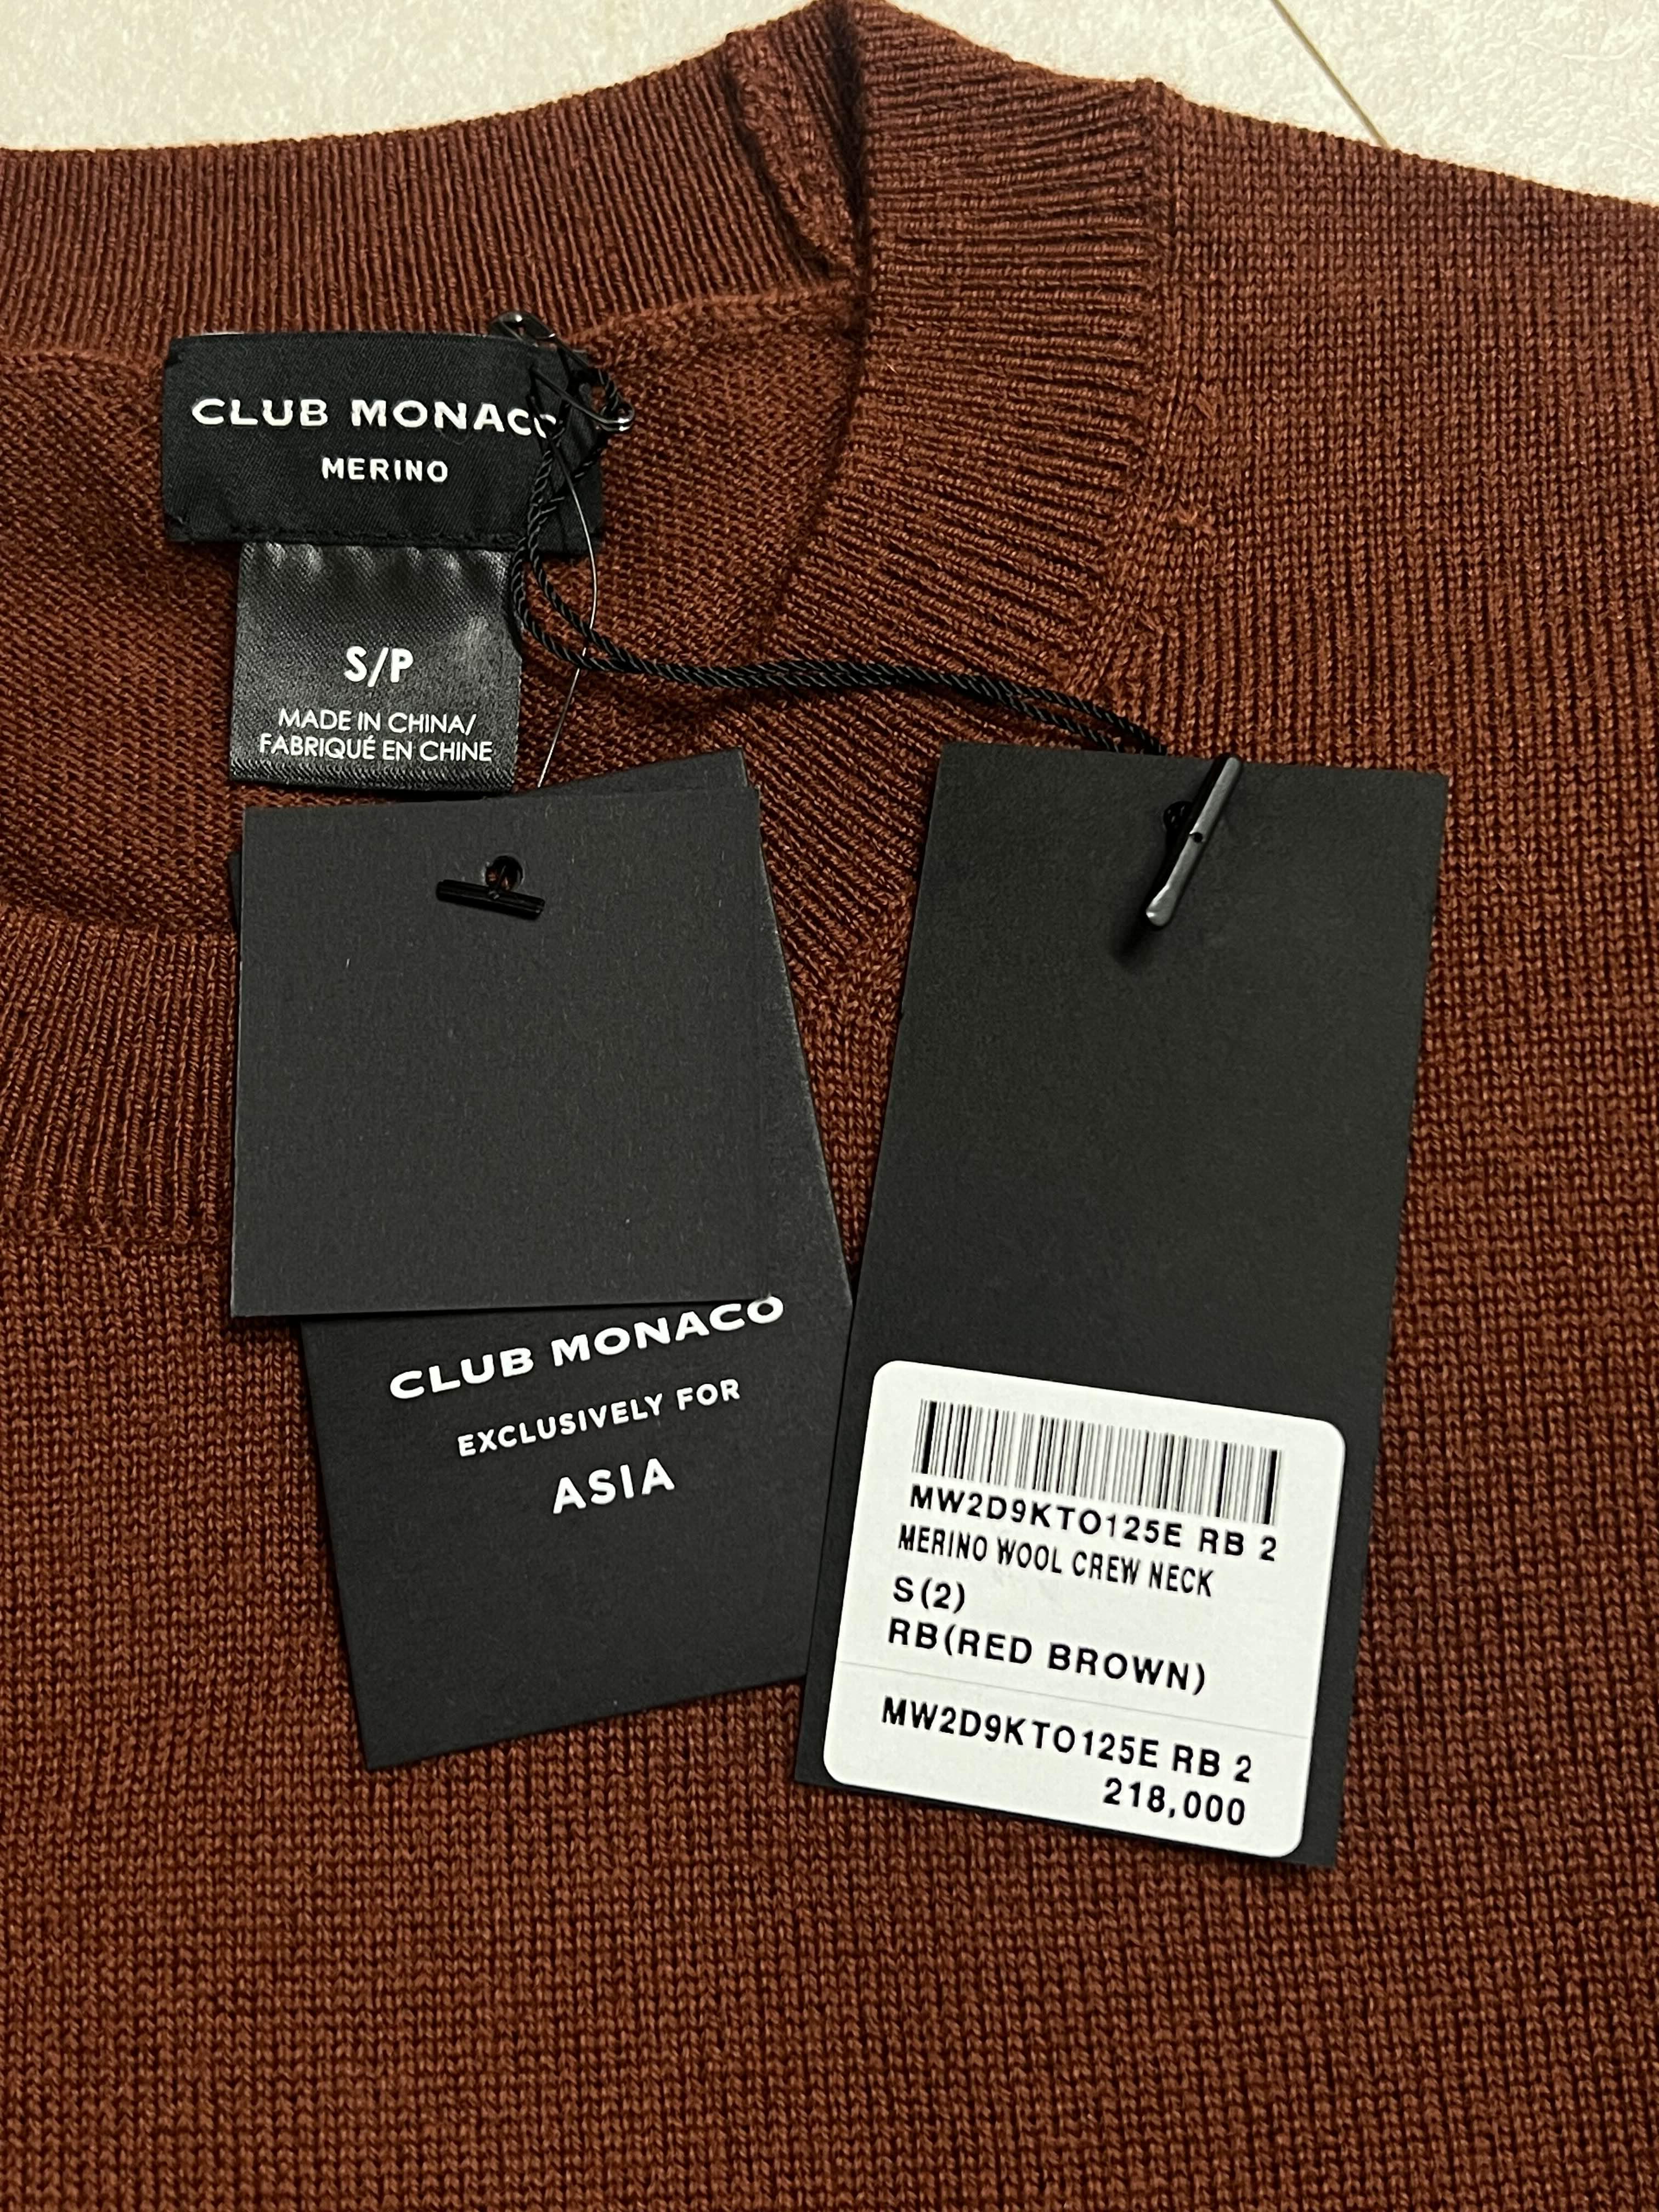 CLUB MONACO
MERINO
S/P
MADE IN CHINA/
FABRIQUÉ EN CHINE
CLUB MONACO
EXCLUSIVELY FOR
ASIA
MW2D9KTO125E RB 2
MERINO WOOL CREW NECK
S(2)
RB(RED BROWN)
MW2D9KTO125E RB 2
218,000